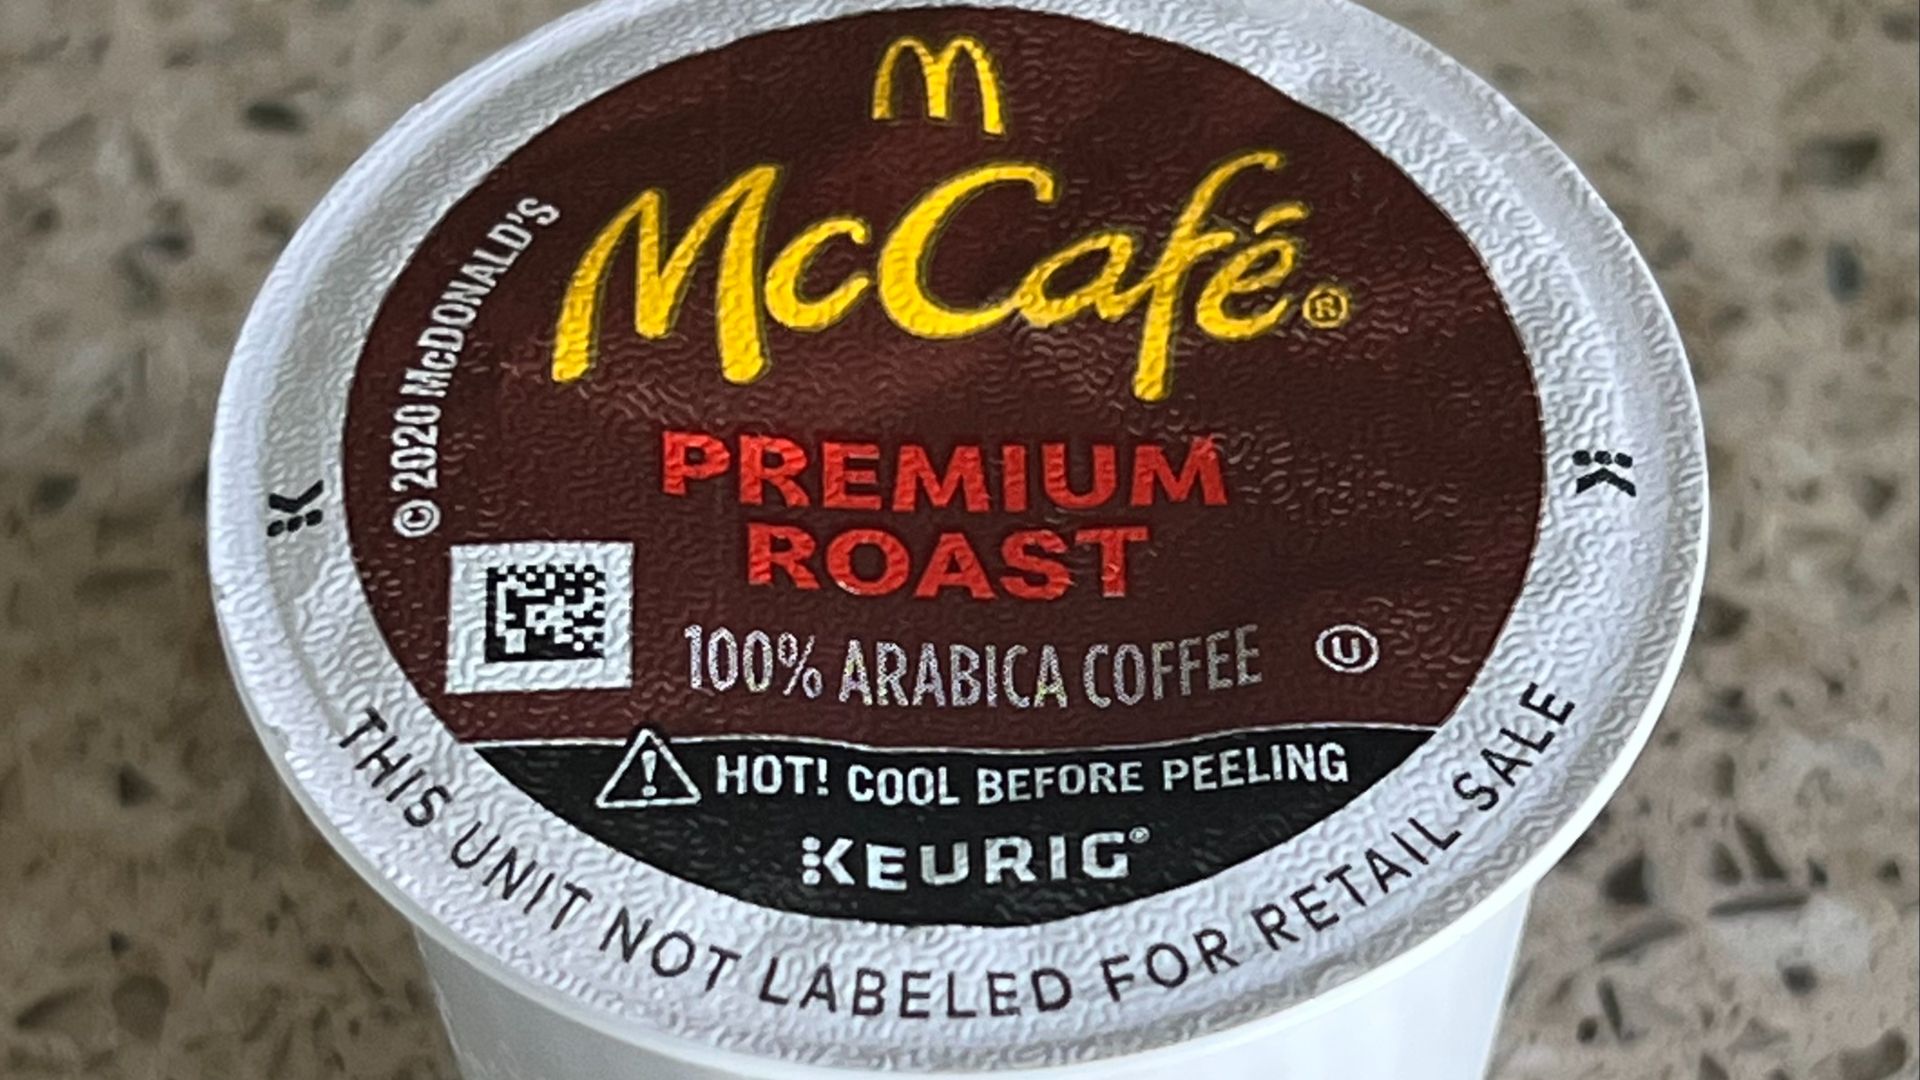 McCafé®
© 2020 McDONALD'S
PREMIUM
ROAST
100% ARABICA COFFEE
U
HOT! COOL BEFORE PEELING
KEURIG®
THIS UNIT NOT LABELED FOR RETAIL SALE